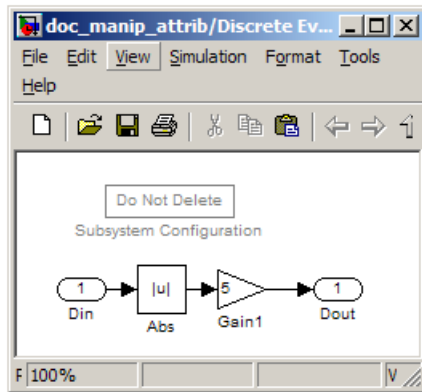 doc_manip_attrib/Discrete Ev...
File Edit View Simulation Format Tools
Help
Do Not Delete
Subsystem Configuration
1 |u| 5 1
Din Abs Gain1 Dout
F 100% V